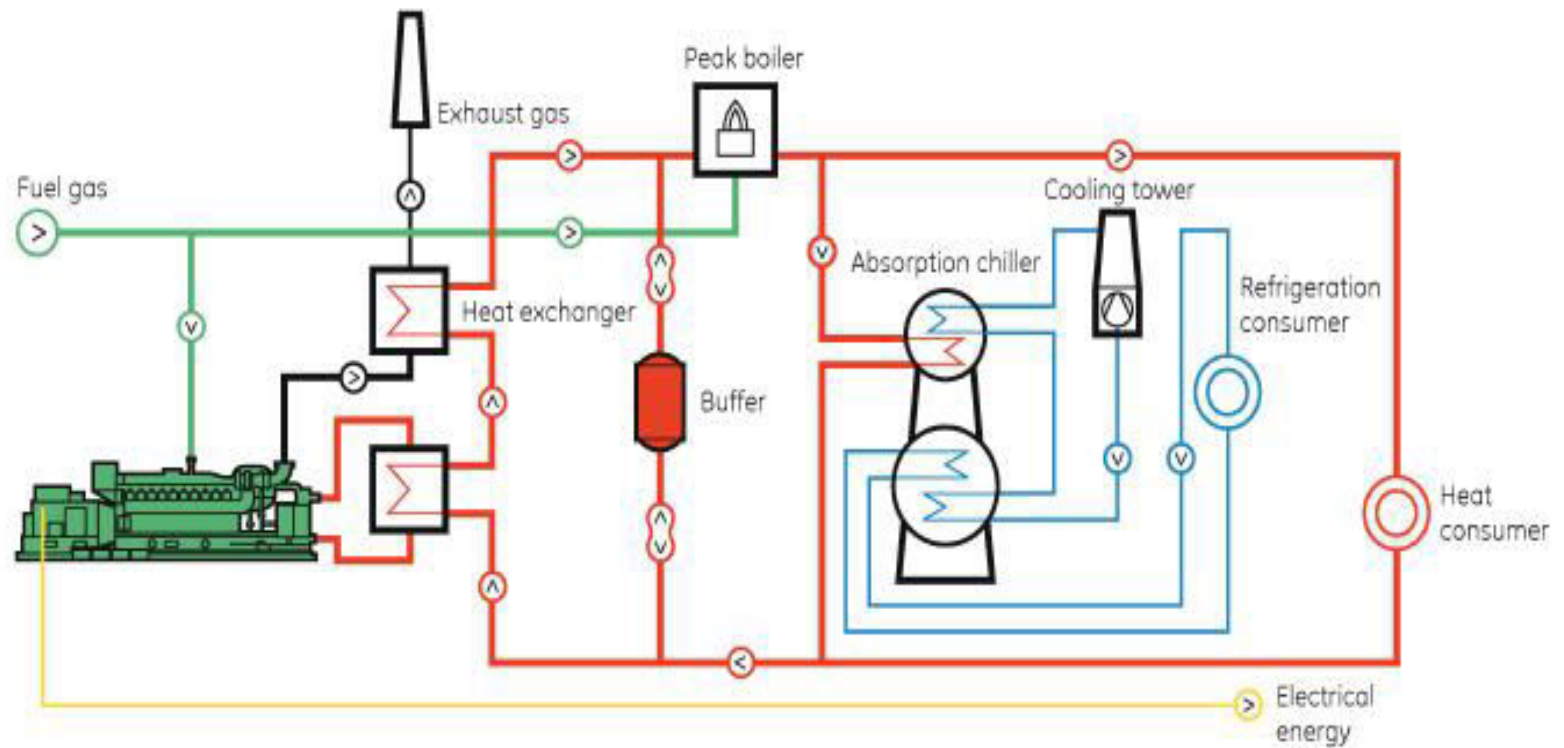 Peak boiler
Exhaust gas
Fuel gas
Cooling tower
Absorption chiller
Refrigeration
consumer
Heat exchanger
Buffer
Heat
consumer
Electrical
energy